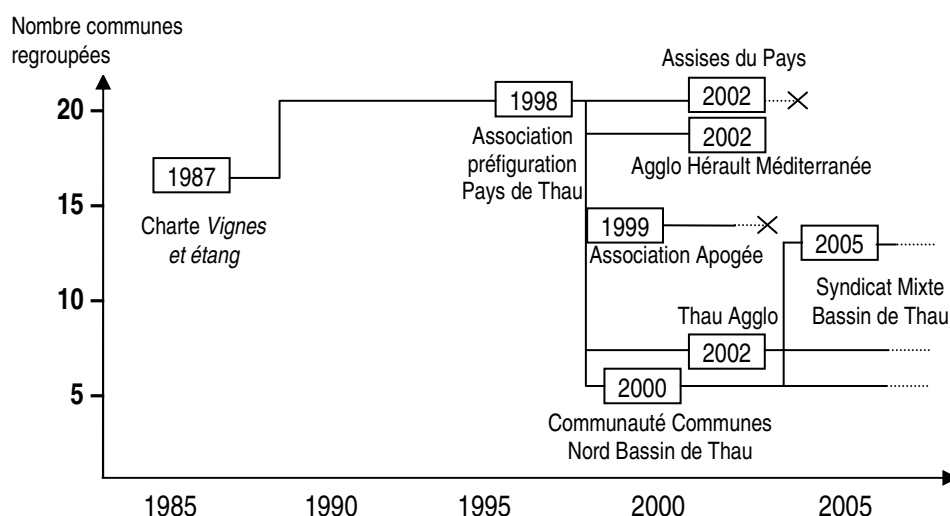 Nombre communes
regroupées
20
15
10
5
1987
Charte Vignes
et étang
1998
Association
préfiguration
Pays de Thau
Assises du Pays
2002
2002
Agglo Hérault Méditerranée
1999
Association Apogée
2005
Syndicat Mixte
Bassin de Thau
Thau Agglo
2002
2000
Communauté Communes
Nord Bassin de Thau
1985 1990 1995 2000 2005